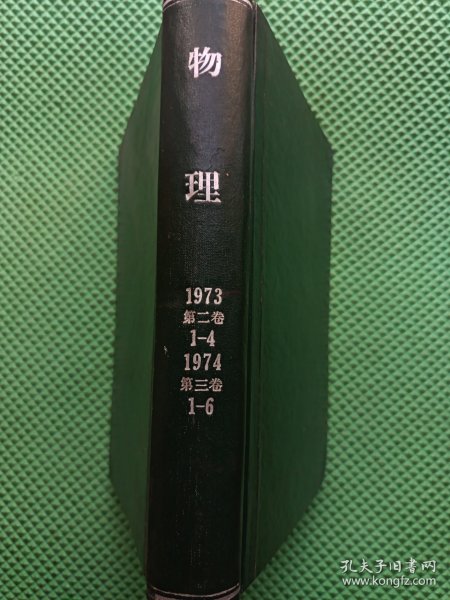 物
理
1973
第二卷
1-4
1974
第三卷
1-6
孔夫子旧书网
www.kongfz.com